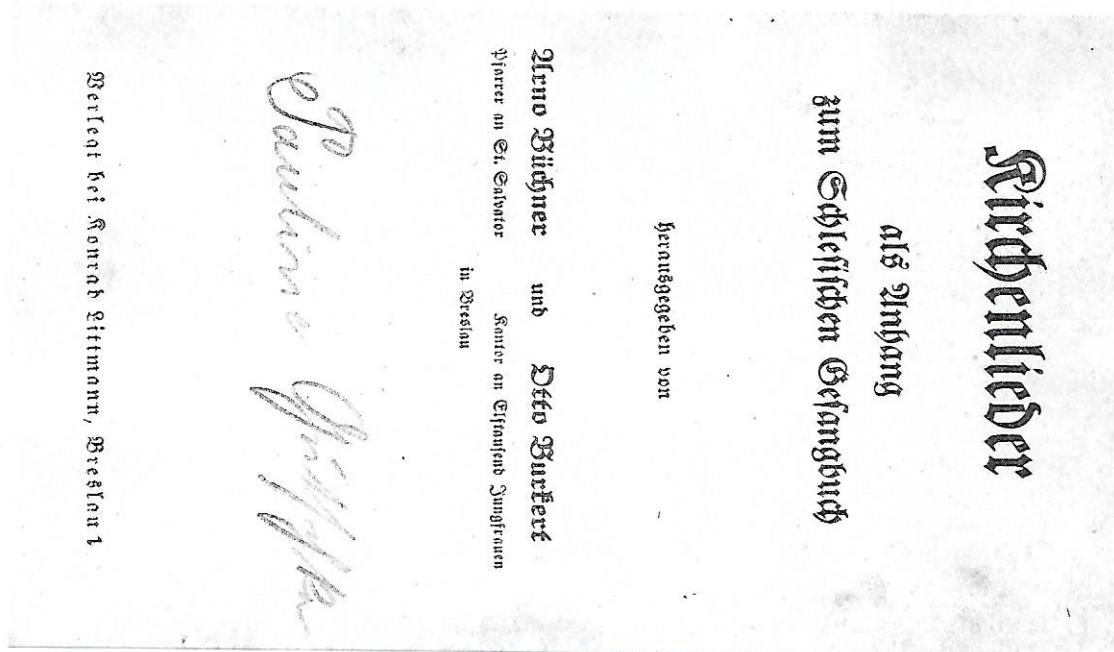 Kirchenlieder
als Anhang
zum Schlesischen Gesangbuch
herausgegeben von
Arno Büchner und Otto Burkert
Pfarrer an St. Salvator Kantor an Elftausend Jungfrauen
in Breslau
Pauline
Verlegt bei Konrad Littmann, Breslau 1